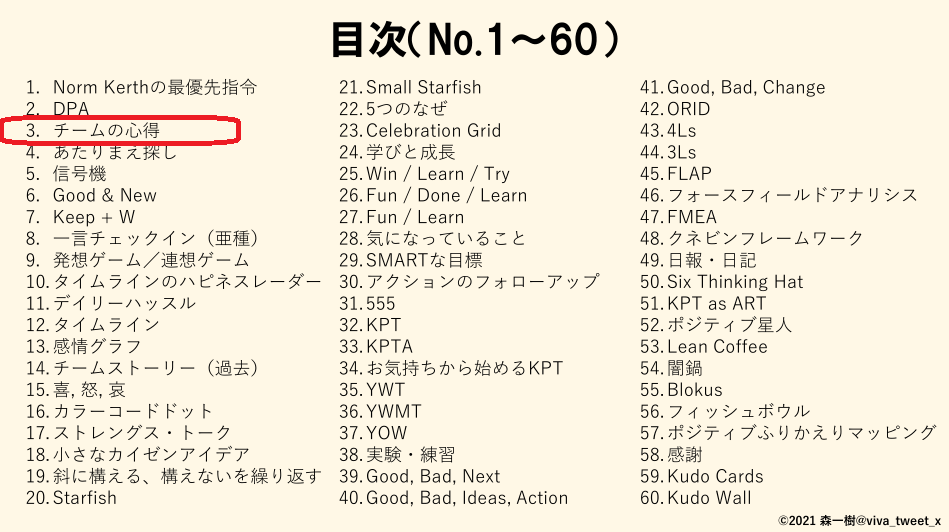 目次(No.1～60)
1. Norm Kerthの最優先指令
2. DPA
3. チームの心得
4. あたりまえ探し
5. 信号機
6. Good & New
7. Keep + W
8. 一言チェックイン（亜種）
9. 発想ゲーム／連想ゲーム
10.タイムラインのハピネスレーダー
11.デイリーハッスル
12.タイムライン
13.感情グラフ
14.チームストーリー（過去）
15.喜, 怒, 哀
16.カラーコードドット
17.ストレングス・トーク
18.小さなカイゼンアイデア
19.斜に構える、構えないを繰り返す
20.Starfish
21.Small Starfish
22.5つのなぜ
23.Celebration Grid
24.学びと成長
25.Win / Learn / Try
26.Fun / Done / Learn
27.Fun / Learn
28.気になっていること
29.SMARTな目標
30.アクションのフォローアップ
31.555
32.KPT
33.KPTA
34.お気持ちから始めるKPT
35.YWT
36.YWMT
37.YOW
38.実験・練習
39.Good, Bad, Next
40.Good, Bad, Ideas, Action
41.Good, Bad, Change
42.ORID
43.4Ls
44.3Ls
45.FLAP
46.フォースフィールドアナリシス
47.FMEA
48.クネビンフレームワーク
49.日報・日記
50.Six Thinking Hat
51.KPT as ART
52.ポジティブ星人
53.Lean Coffee
54.闇鍋
55.Blokus
56.フィッシュボウル
57.ポジティブふりかえりマッピング
58.感謝
59.Kudo Cards
60.Kudo Wall
©2021 森一樹@viva_tweet_x